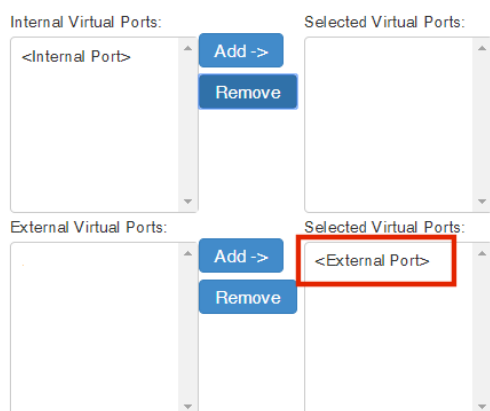 Internal Virtual Ports:
Selected Virtual Ports:
<Internal Port>
Add ->
Remove
External Virtual Ports:
Selected Virtual Ports:
Add ->
<External Port>
Remove